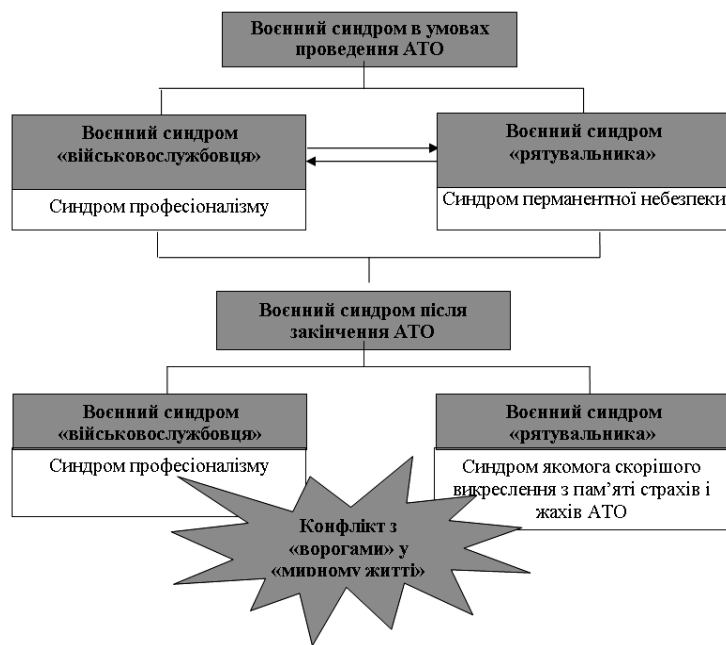 Воєнний синдром в умовах
проведення АТО
Воєнний синдром
«військовослужбовця»
Синдром професіоналізму
Воєнний синдром
«рятувальника»
Синдром перманентної небезпеки
Воєнний синдром після
закінчення АТО
Воєнний синдром
«військовослужбовця»
Синдром професіоналізму
Воєнний синдром
«рятувальника»
Синдром якомога скорішого
викреслення з пам’яті страхів і
жахів АТО
Конфлікт з
«ворогами» у
«мирному житті»